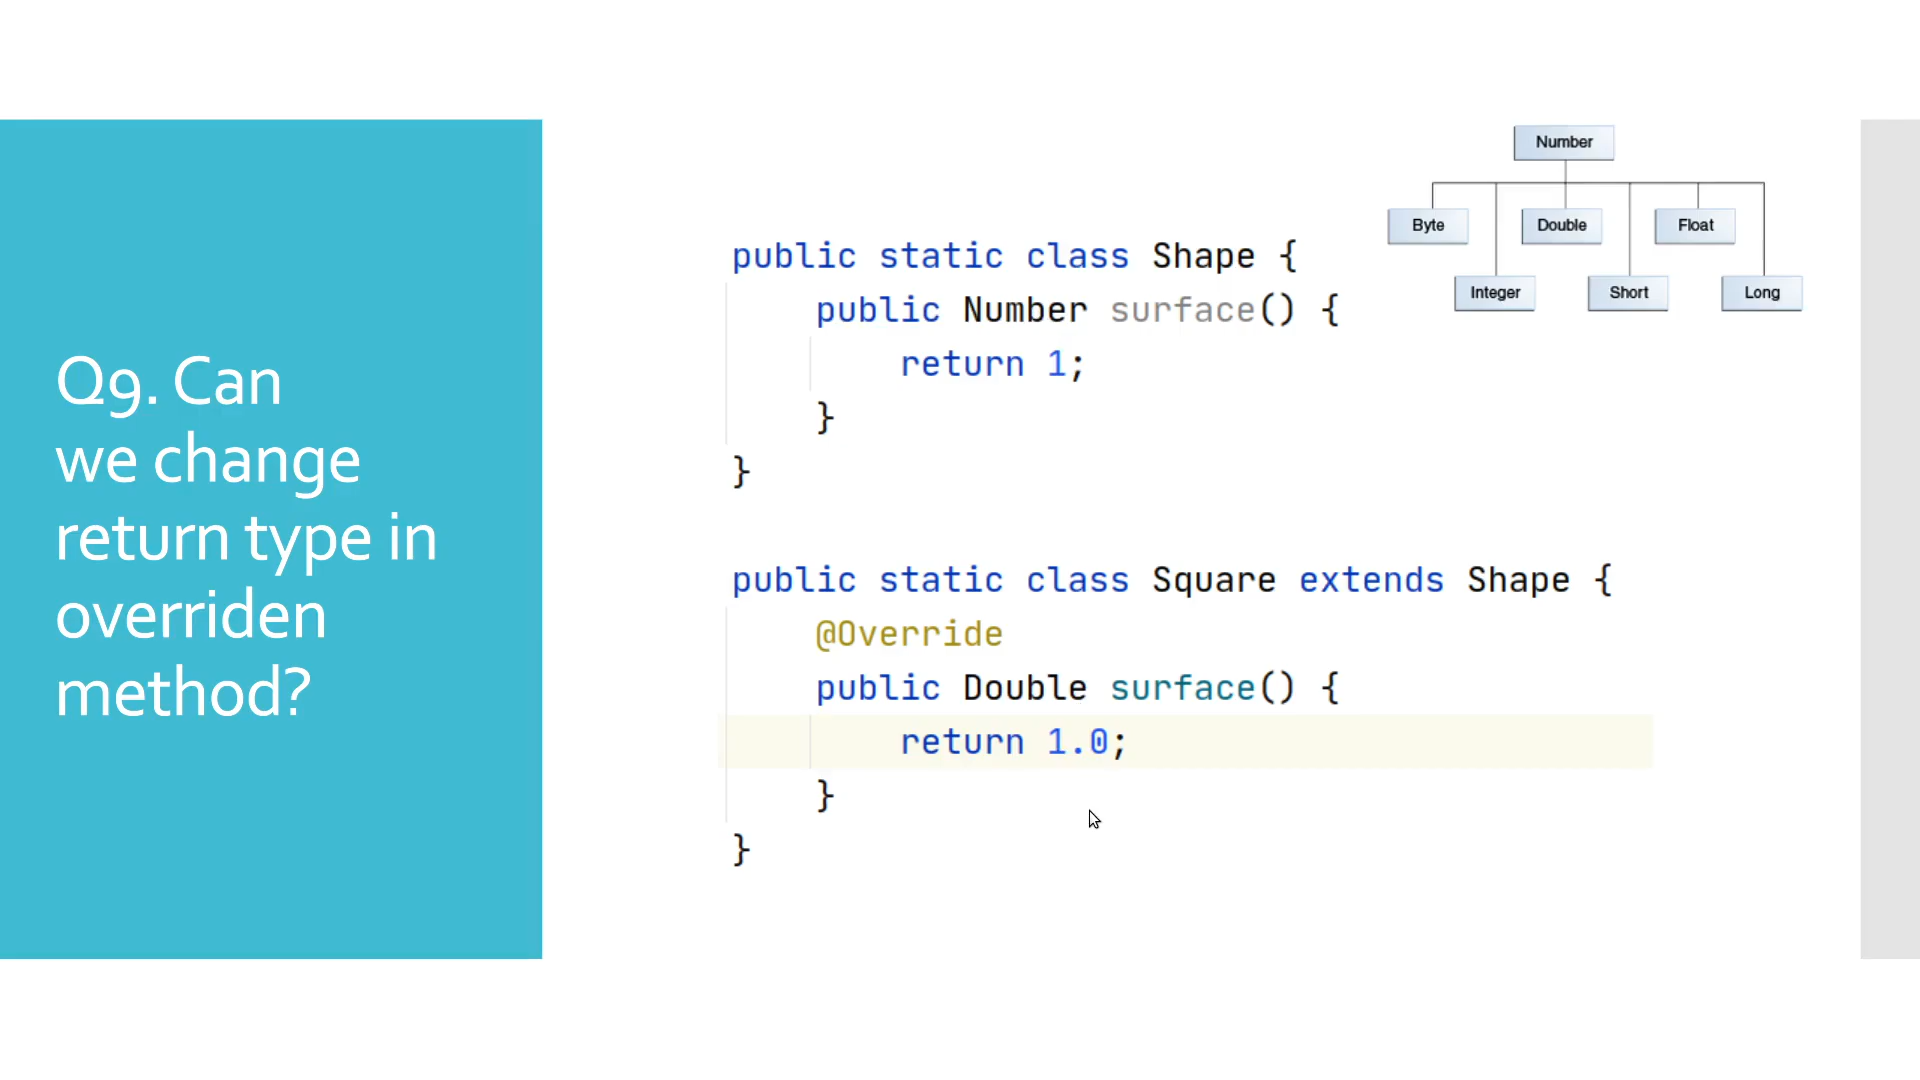 Q9. Can
we change
return type in
overriden
method?
public static class Shape {
public Number surface() {
return 1;
}
}
public static class Square extends Shape {
@Override
public Double surface() {
return 1.0;
}
}
Number
Byte Double Float
Integer Short Long